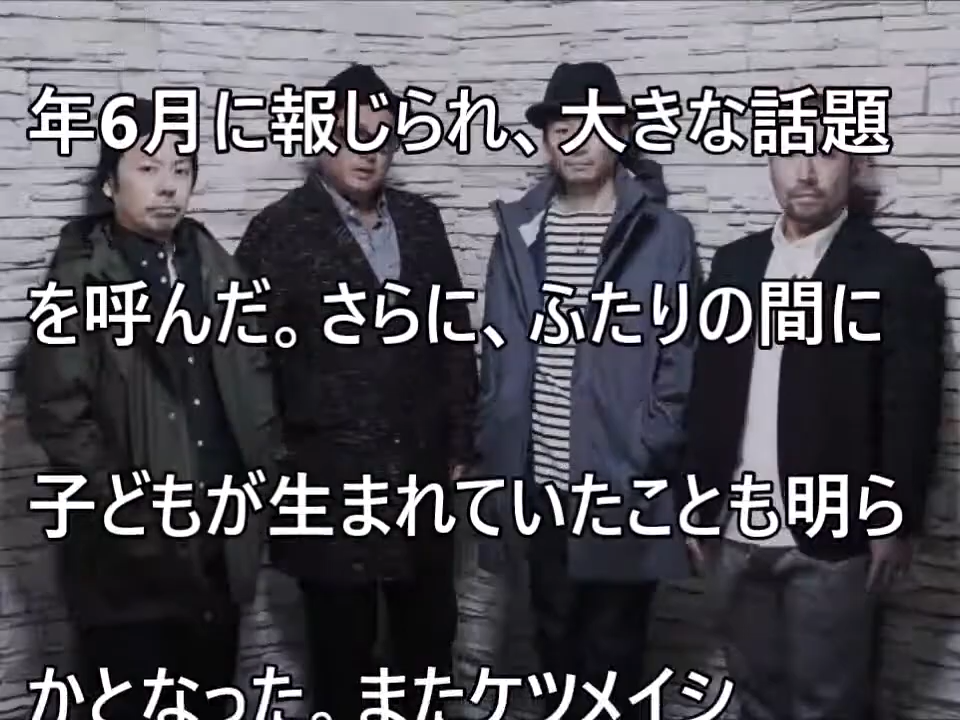 年6月に報じられ、大きな話題
を呼んだ。さらに、ふたりの間に
子どもが生まれていたことも明ら
かとなった。またケツメイシ